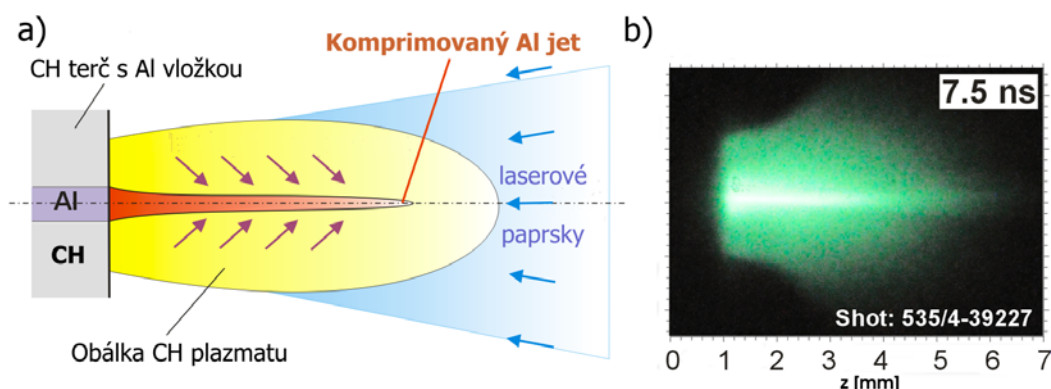 a)
CH terč s Al vložkou
Komprimovaný Al jet
Al
CH
laserové
paprsky
Obálka CH plazmatu
b)
7.5 ns
Shot: 535/4-39227
0 1 2 3 4 5 6 7
z [mm]